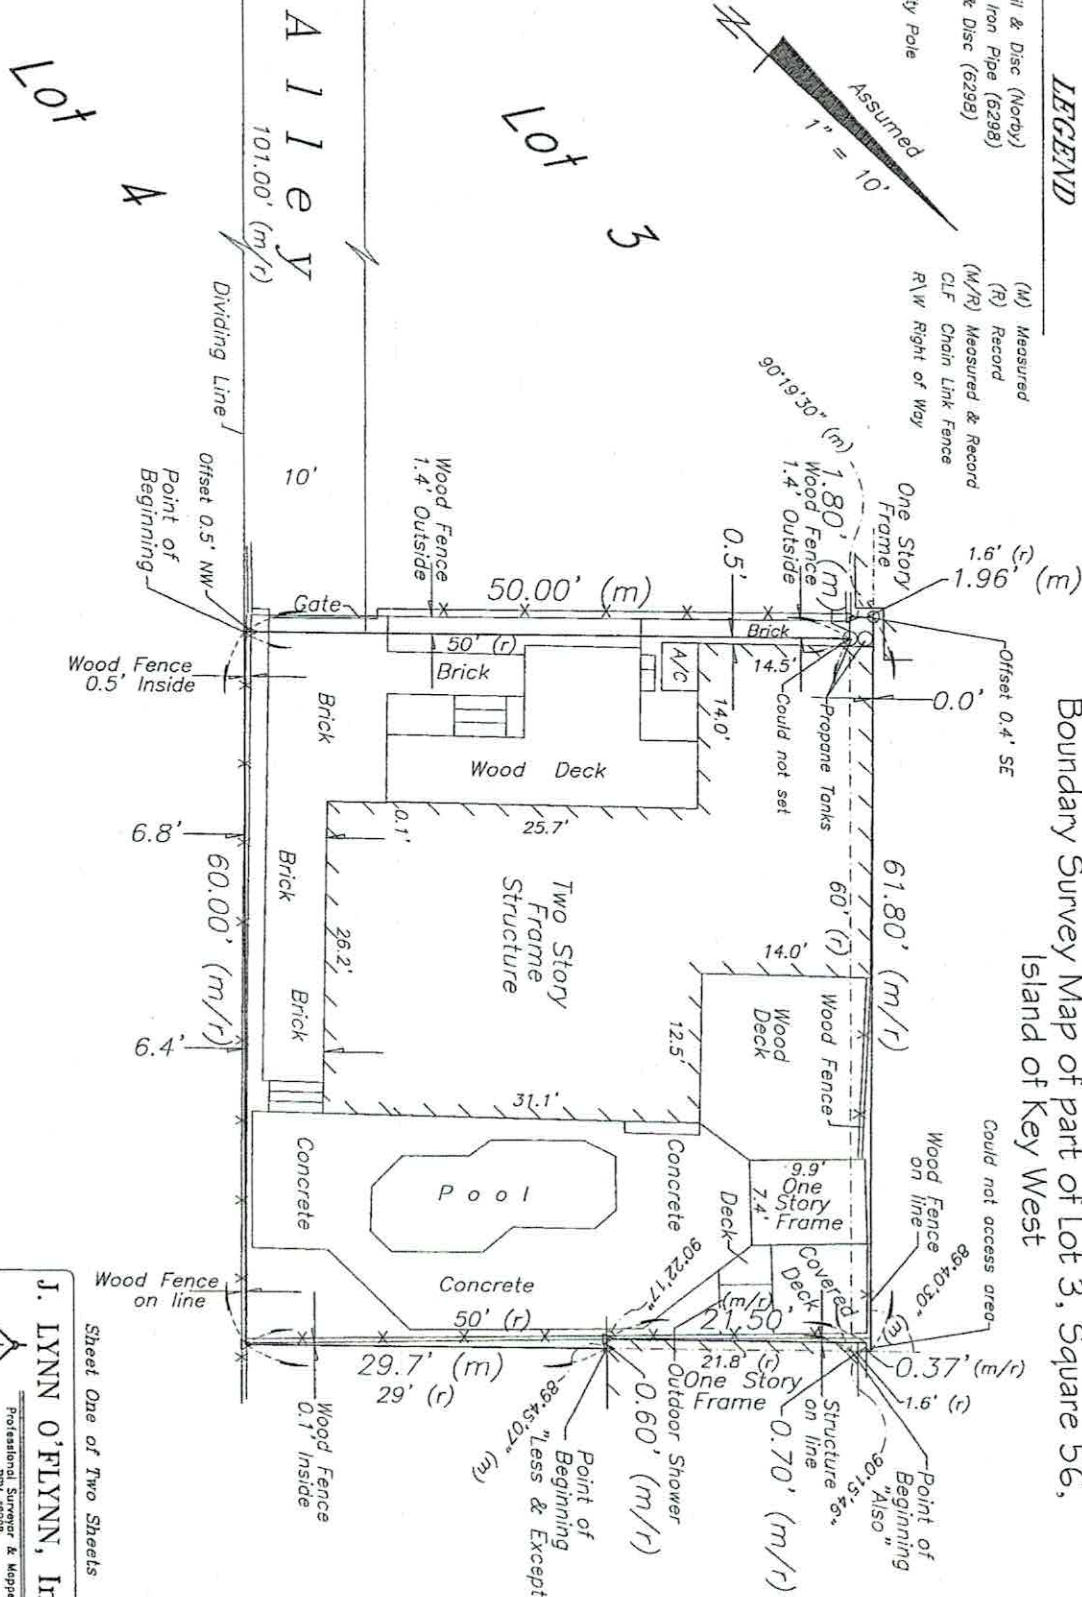 Boundary Survey Map of part of Lot 3, Square 56,
Island of Key West
LEGEND
& Disc (Norby)
Iron Pipe (6298)
& Disc (6298)
Pole
(M) Measured
(R) Record
(M/R) Measured & Record
CLF Chain Link Fence
R\W Right of Way
N
Assumed
1" = 10'
Lot 3
Lot 4
Alley
101.00' (m/r)
Dividing Line
10'
Offset 0.5' NW
Point of
Beginning
Gate
Wood Fence
0.5' Inside
Wood Fence
1.4' Outside
50.00' (m)
50' (r)
0.5'
Wood Fence
1.4' Outside
1.80' (m)
90°19'30" (m)
One Story
Frame
1.6' (r)
1.96' (m)
Offset 0.4' SE
0.0'
Propane Tanks
Could not set
Brick
14.5'
A/C
14.0'
Brick
Brick
Wood Deck
25.7'
0.1'
6.8'
60.00' (m/r)
Brick
26.2'
Two Story
Frame
Structure
60' (r)
61.80' (m/r)
14.0'
Wood
Deck
Wood Fence
12.5'
Brick
6.4'
31.1'
Concrete
Concrete
Pool
Concrete
9.9'
One
Story
Frame
7.4'
Deck
Covered
Deck
Wood Fence
on line
Could not access area
89°40'30"
(m)
90°22'17"
(m/r)
21.50'
50' (r)
Wood Fence
on line
29.7' (m)
29' (r)
Wood Fence
0.1' Inside
89°45'07" (m)
Point of
Beginning
"Less & Except
0.60' (m/r)
Outdoor Shower
21.8' (r)
One Story
Frame
0.70' (m/r)
Structure
on line
90°15'46"
Point of
Beginning
"Also"
1.6' (r)
0.37' (m/r)
Sheet One of Two Sheets
J. LYNN O'FLYNN,
Professional Surveyor &